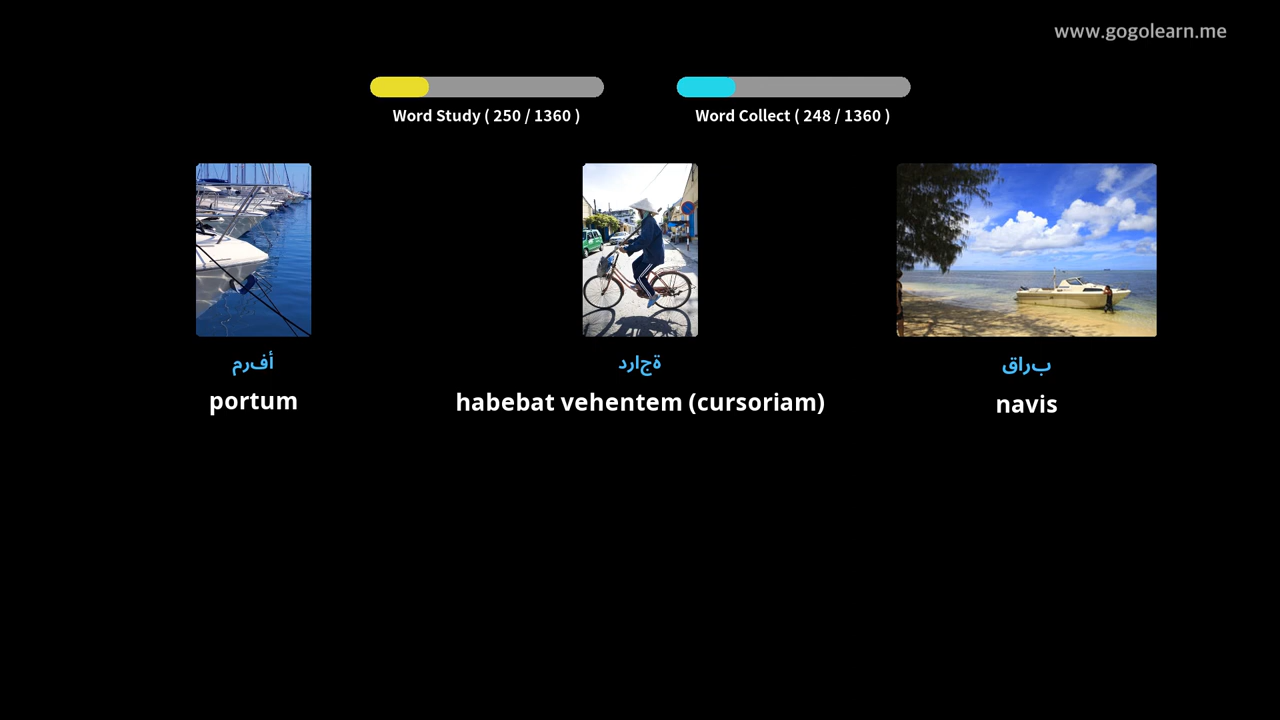 www.gogolearn.me
Word Study ( 250 / 1360 )
Word Collect ( 248 / 1360 )
أفرم
portum
ةجارد
habebat vehentem (cursoriam)
براق
navis